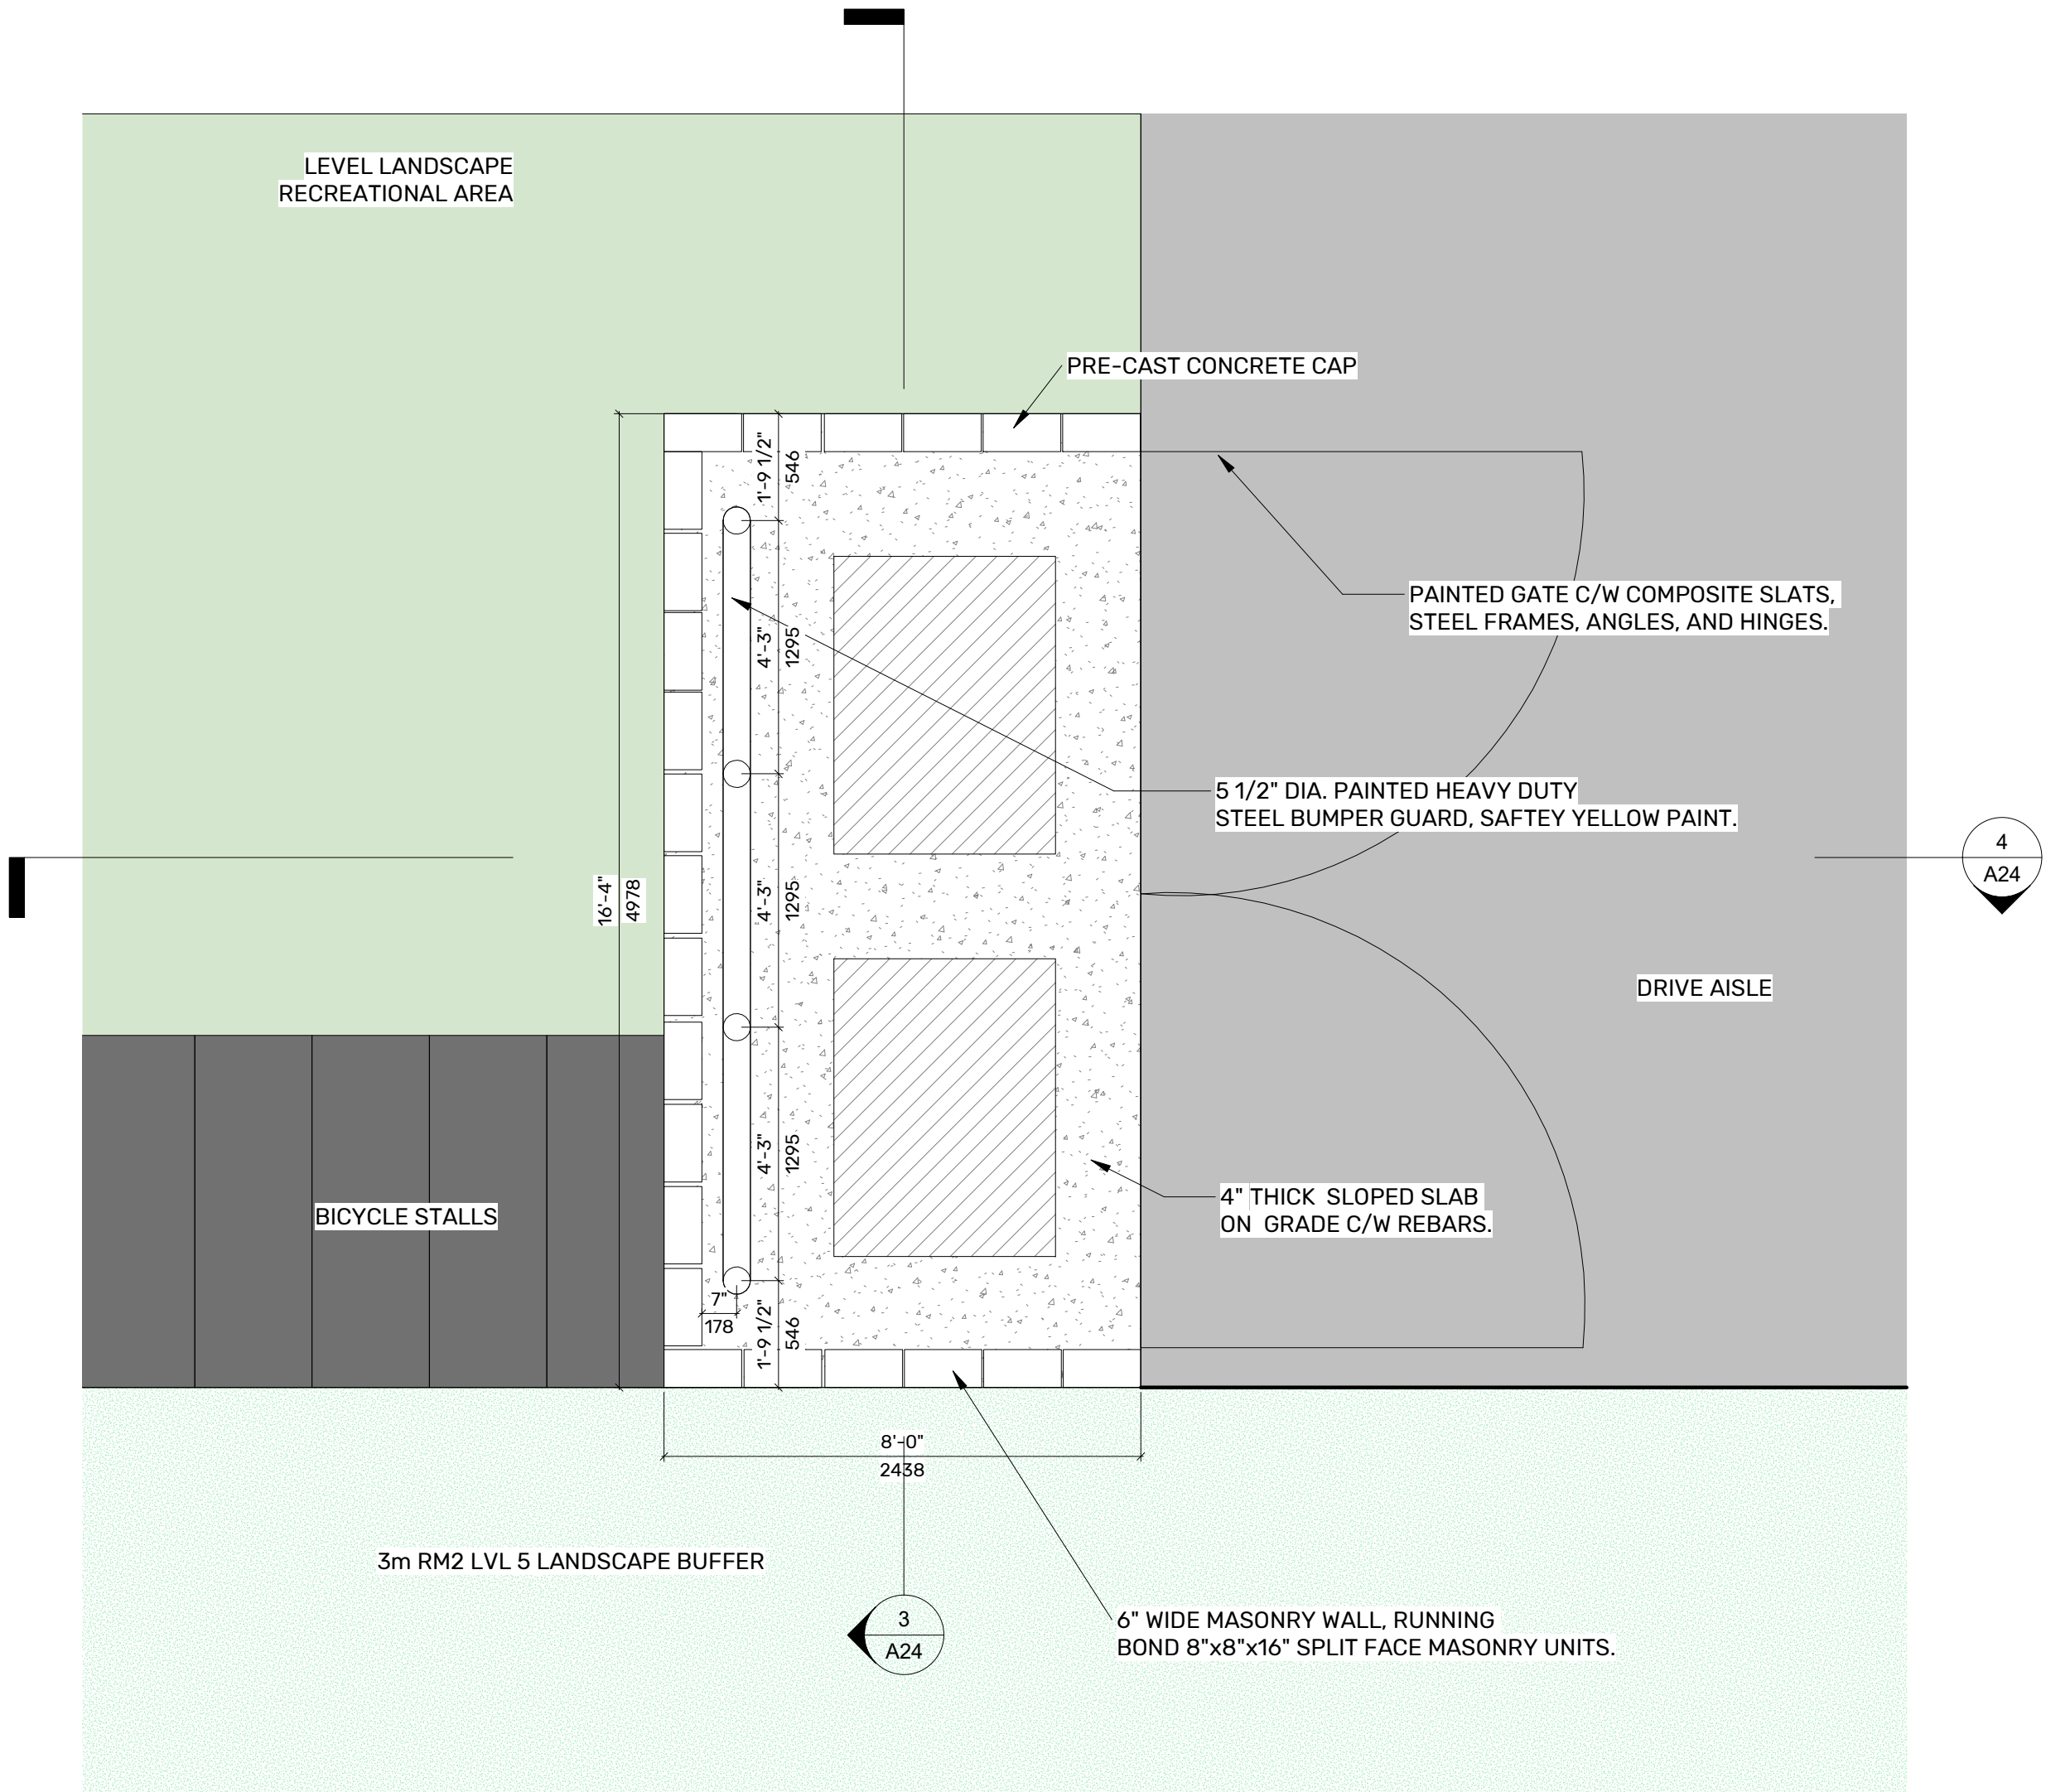 LEVEL LANDSCAPE
RECREATIONAL AREA
PRE-CAST CONCRETE CAP
1'-9 1/2"
546
PAINTED GATE C/W COMPOSITE SLATS,
STEEL FRAMES, ANGLES, AND HINGES.
4'-3"
1295
5 1/2" DIA. PAINTED HEAVY DUTY
STEEL BUMPER GUARD, SAFTEY YELLOW PAINT.
4
A24
16'-4"
4978
4'-3"
1295
DRIVE AISLE
4'-3"
1295
BICYCLE STALLS
4" THICK SLOPED SLAB
ON GRADE C/W REBARS.
7"
178
1'-9 1/2"
546
8'-0"
2438
3m RM2 LVL 5 LANDSCAPE BUFFER
3
A24
6" WIDE MASONRY WALL, RUNNING
BOND 8"x8"x16" SPLIT FACE MASONRY UNITS.